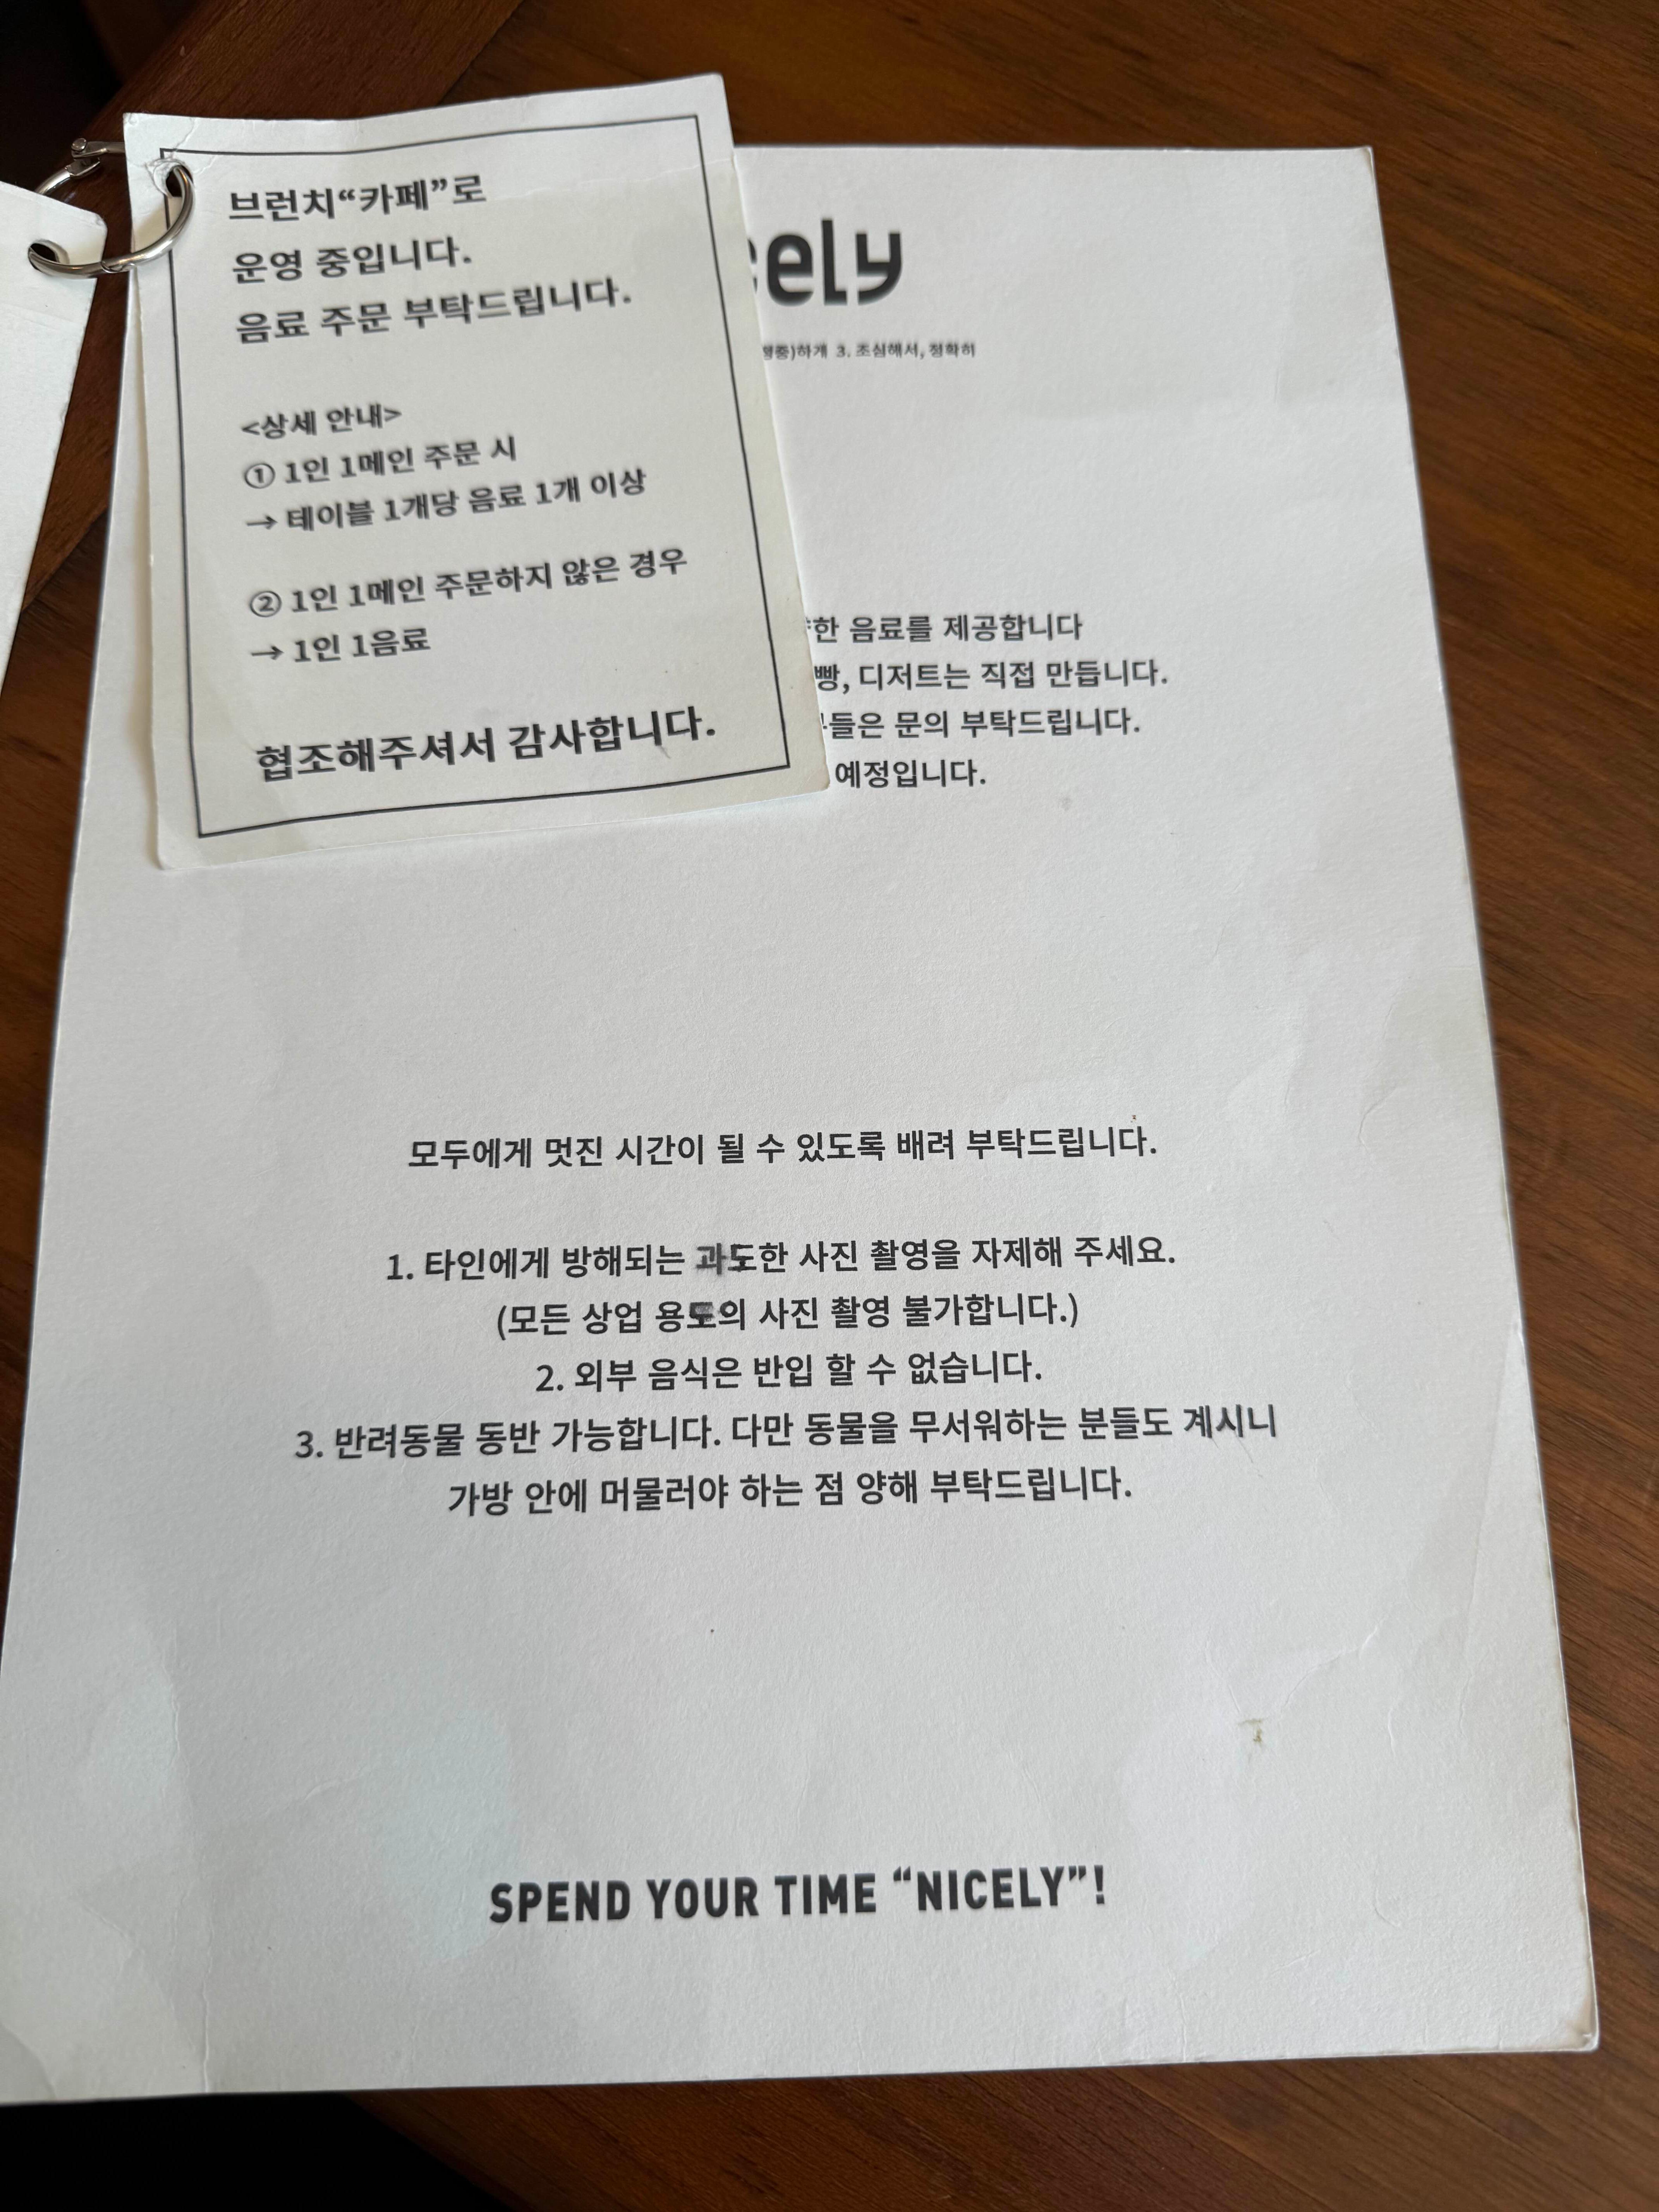 브런치“카페”로
운영 중입니다.
음료 주문 부탁드립니다.
<상세 안내>
① 1인 1메인 주문 시
→ 테이블 1개당 음료 1개 이상
② 1인 1메인 주문하지 않은 경우
→ 1인 1음료
협조해주셔서 감사합니다.
ely
3. 조심해서, 정확히
음료를 제공합니다
빵, 디저트는 직접 만듭니다.
문의 부탁드립니다.
예정입니다.
모두에게 멋진 시간이 될 수 있도록 배려 부탁드립니다.
1. 타인에게 방해되는 과도한 사진 촬영을 자제해 주세요.
(모든 상업 용도의 사진 촬영 불가합니다.)
2. 외부 음식은 반입 할 수 없습니다.
3. 반려동물 동반 가능합니다. 다만 동물을 무서워하는 분들도 계시니
가방 안에 머물러야 하는 점 양해 부탁드립니다.
SPEND YOUR TIME “NICELY”!